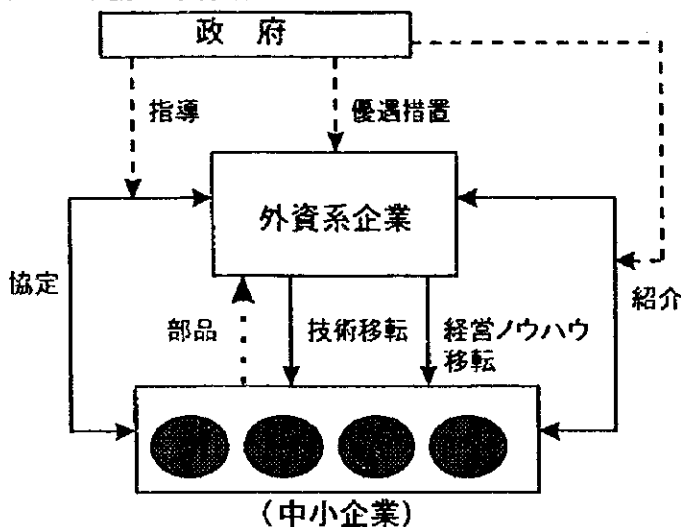 政府
指導
優遇措置
外資系企業
協定
紹介
部品
技術移転
経営ノウハウ
移転
(中小企業)